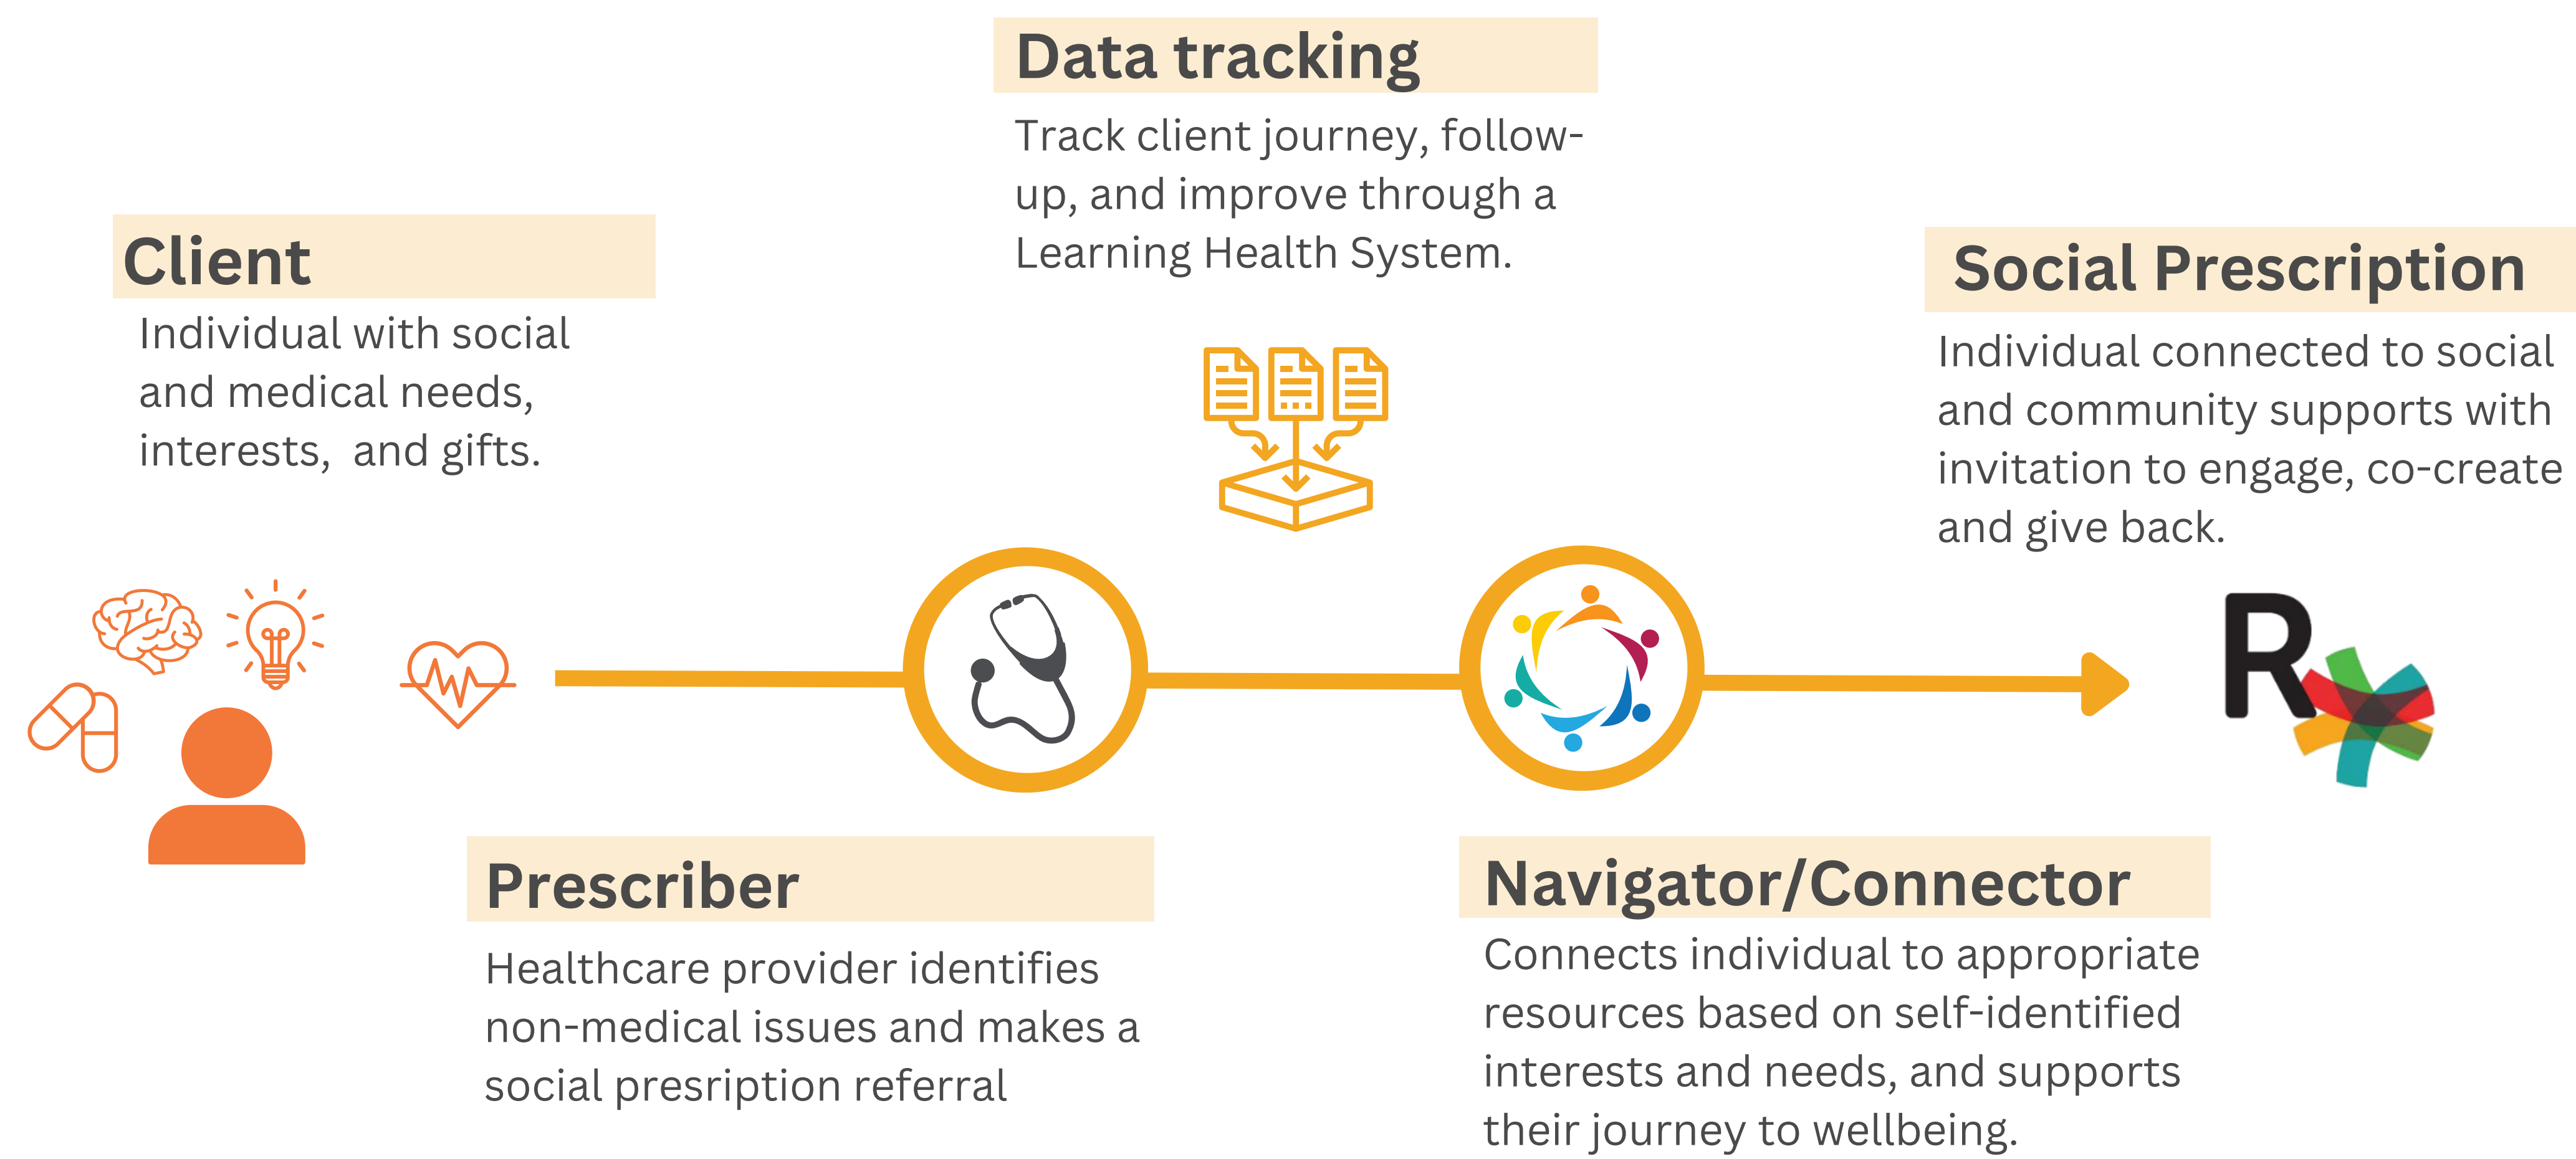 Data tracking
Track client journey, follow-
up, and improve through a
Learning Health System.
Client
Individual with social
and medical needs,
interests,  and gifts.
Social Prescription
Individual connected to social
and community supports with
invitation to engage, co-create
and give back.
R
Prescriber
Healthcare provider identifies
non-medical issues and makes a
social presription referral
Navigator/Connector
Connects individual to appropriate
resources based on self-identified
interests and needs, and supports
their journey to wellbeing.